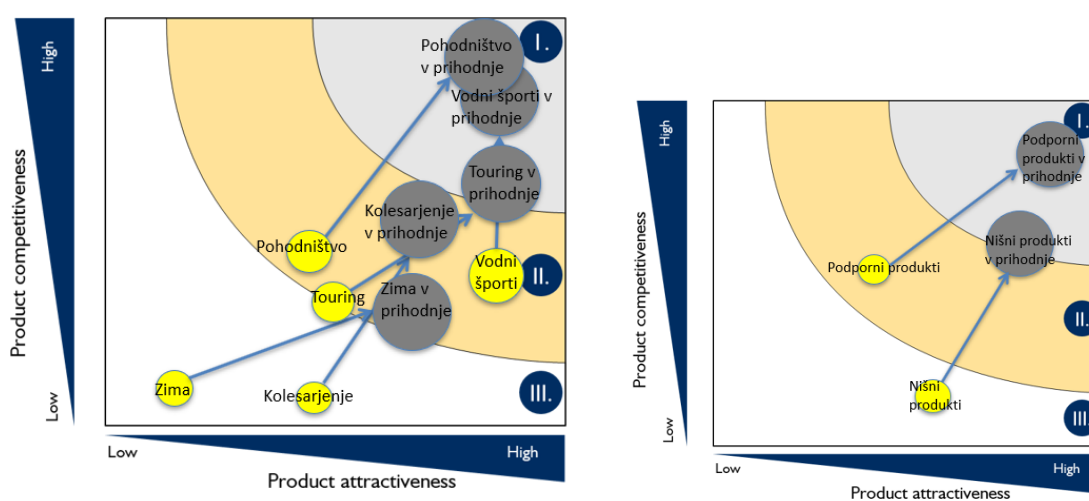 High
Product competitiveness
Low
I.
Pohodništvo
v prihodnje
Vodni športi v
prihodnje
Touring v
prihodnje
Kolesarjenje
v prihodnje
Pohodništvo
Vodni
športi
II.
Touring
Zima v
prihodnje
Zima
Kolesarjenje
III.
Low
High
Product attractiveness
High
Product competitiveness
Low
I.
Podporni
produkti v
prihodnje
Nišni produkti
v prihodnje
Podporni produkti
II.
Nišni
produkti
III.
Low
High
Product attractiveness